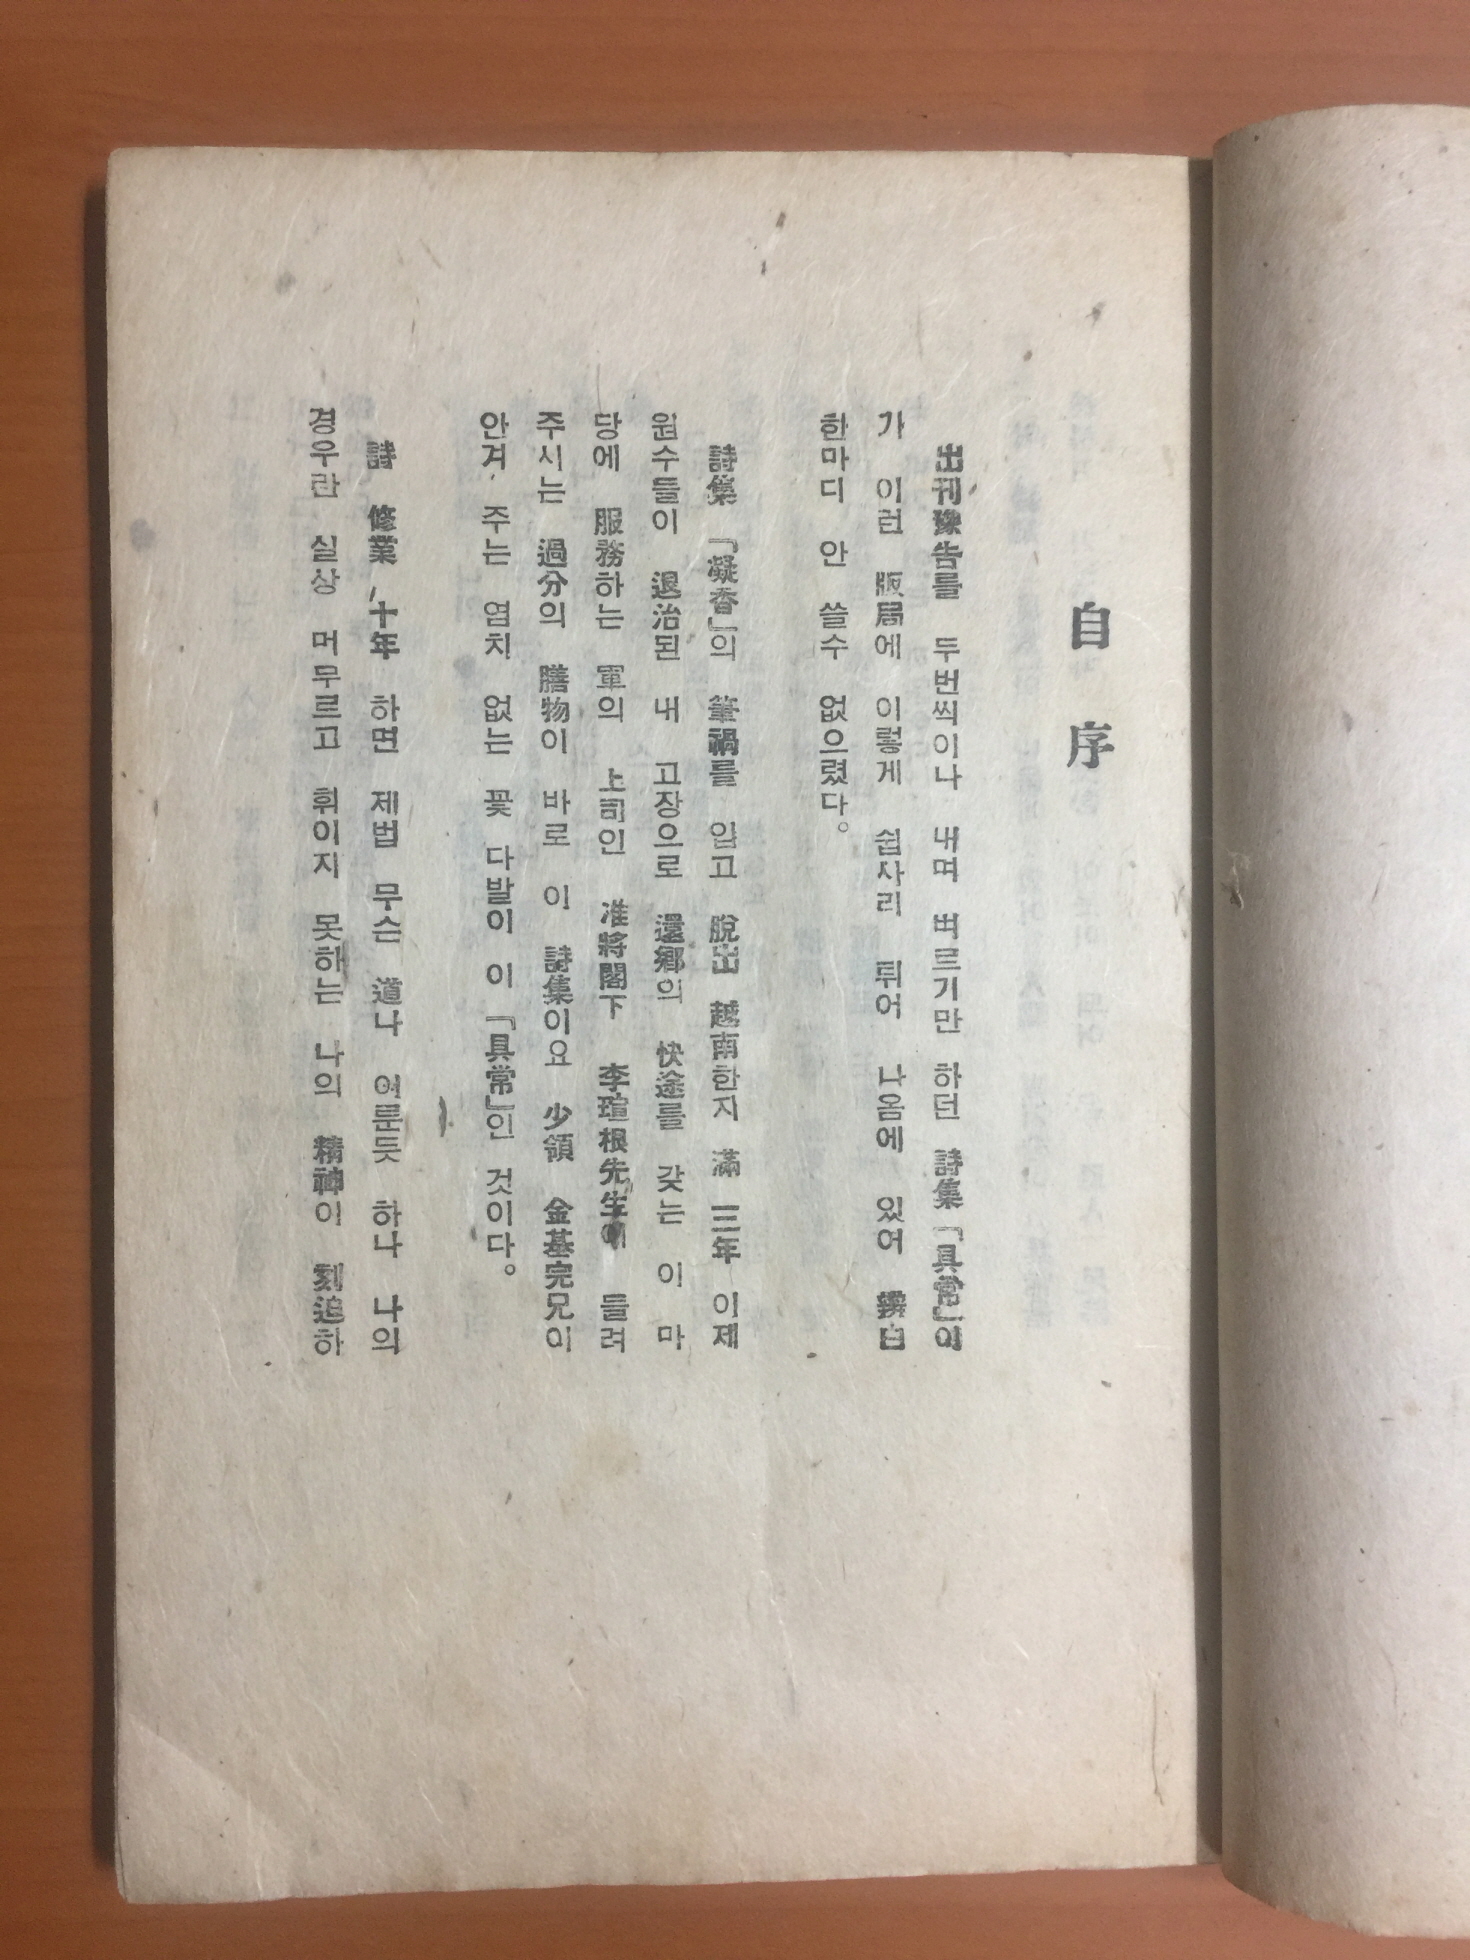 自序
出刊豫告를 두번씩이나 내며 벼르기만 하던 詩集「具常」이
가 이런 版局에 이렇게 쉽사리 튀어 나옴에 있어 옰白
한마디 안 쓸수 없으렸다。
詩集「凝香」의 筆禍를 입고 脫出 越南한지 滿 三年 이제
원수들이 退治된 내 고장으로 還鄕의 快途를 갖는 이 마
당에 服務하는 軍의 上司인 准將閣下 李瑄根先生이 들려
주시는 過分의 膳物이 바로 이 詩集이요 少領 金基完兄이
안겨 주는 염치 없는 꽃 다발이 이「具常」인 것이다。
詩 修業 十年 하면 제법 무슨 道나 여룬듯 하나 나의
경우란 실상 머무르고 휘이지 못하는 나의 精神이 刻迫하